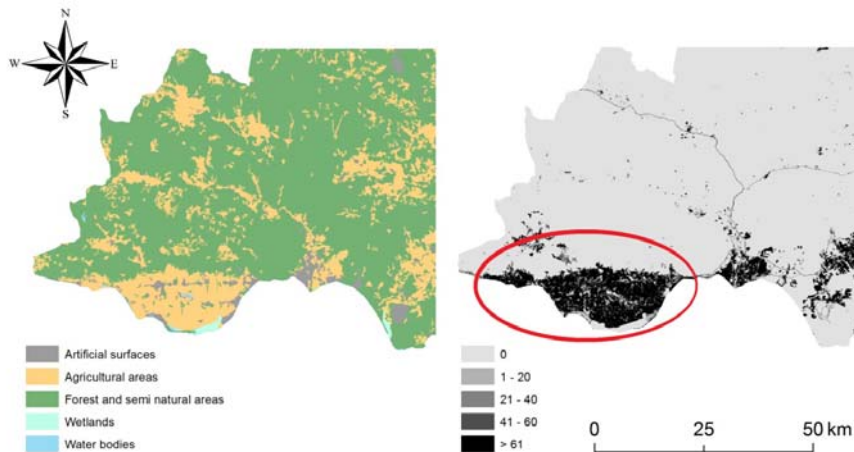 N
W E
S
Artificial surfaces
Agricultural areas
Forest and semi natural areas
Wetlands
Water bodies
0
1 - 20
21 - 40
41 - 60
> 61
0 25 50 km